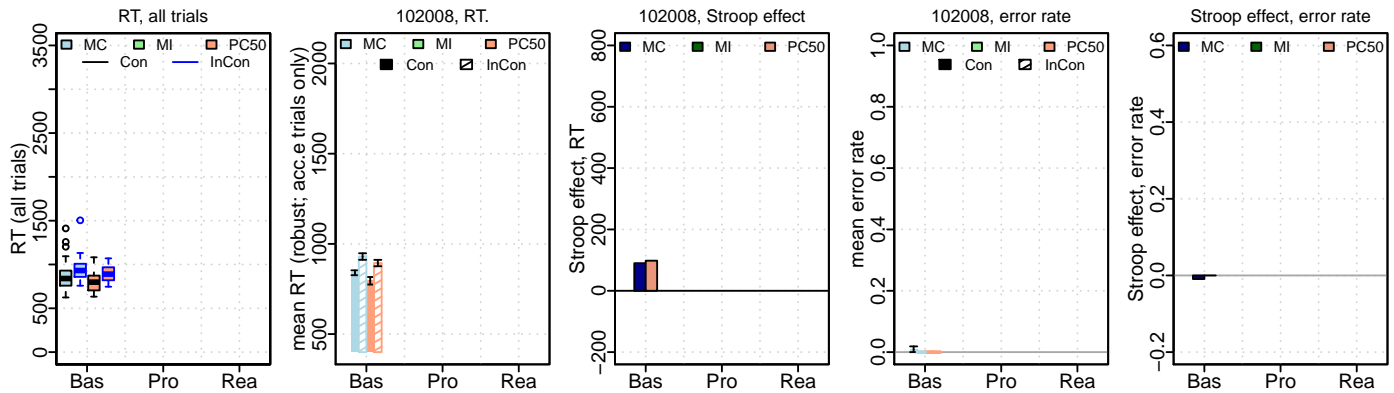 RT, all trials
MC MI PC50
Con InCon
RT (all trials)
0 500 1500 2500 3500
Bas Pro Rea
102008, RT.
MC MI PC50
Con InCon
mean RT (robust; acc.e trials only)
500 1000 1500 2000
Bas Pro Rea
102008, Stroop effect
MC MI PC50
Stroop effect, RT
−200 0 200 400 600 800
Bas Pro Rea
102008, error rate
MC MI PC50
Con InCon
mean error rate
0.0 0.2 0.4 0.6 0.8 1.0
Bas Pro Rea
Stroop effect, error rate
MC MI PC50
Stroop effect, error rate
−0.2 0.0 0.2 0.4 0.6
Bas Pro Rea